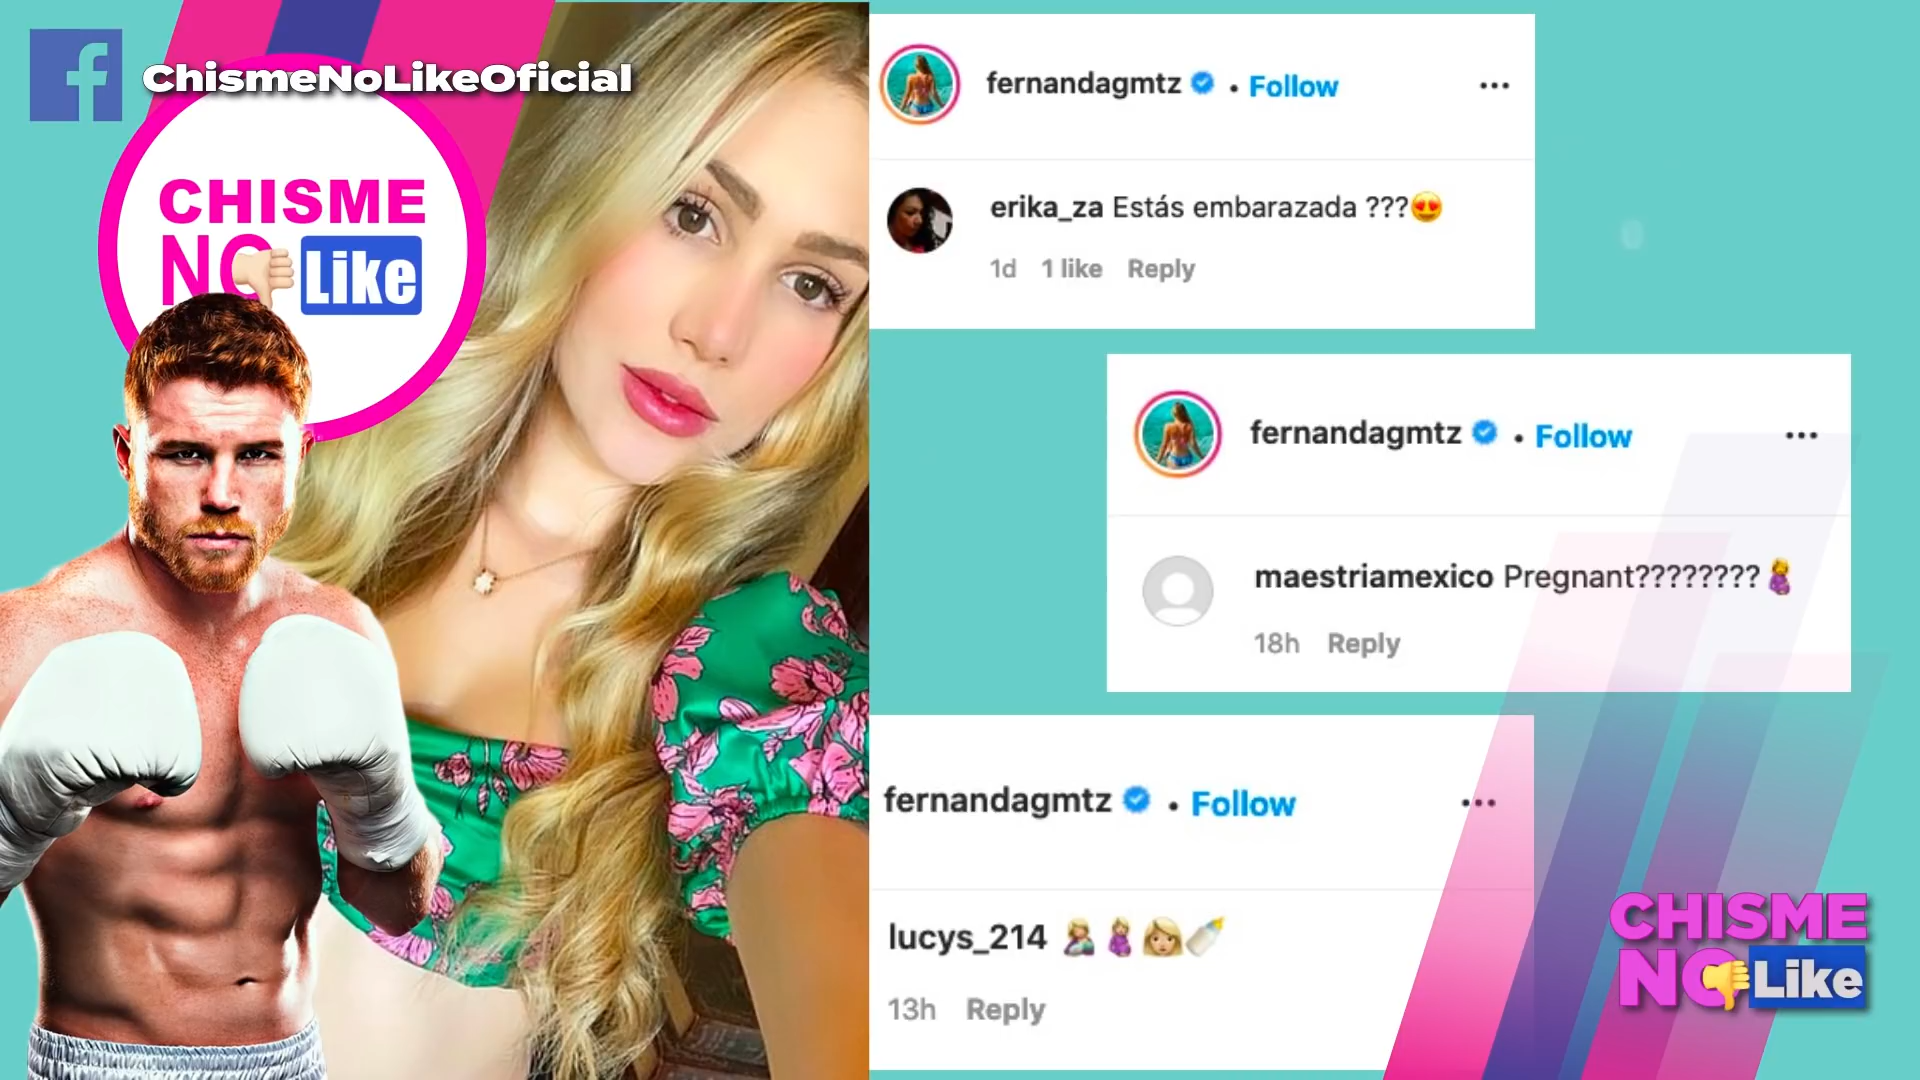 ChismeNoLikeOficial
CHISME
NO Like
fernandagmtz • Follow
erika_za Estás embarazada ???😍
1d 1 like Reply
fernandagmtz • Follow
maestriamexico Pregnant????????🤰
18h Reply
fernandagmtz • Follow
lucys_214
13h Reply
CHISME
NO Like